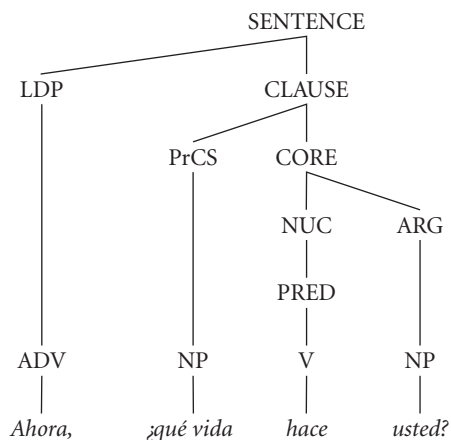 SENTENCE
LDP CLAUSE
PrCS CORE
NUC ARG
PRED
ADV NP V NP
Ahora, ¿qué vida hace usted?